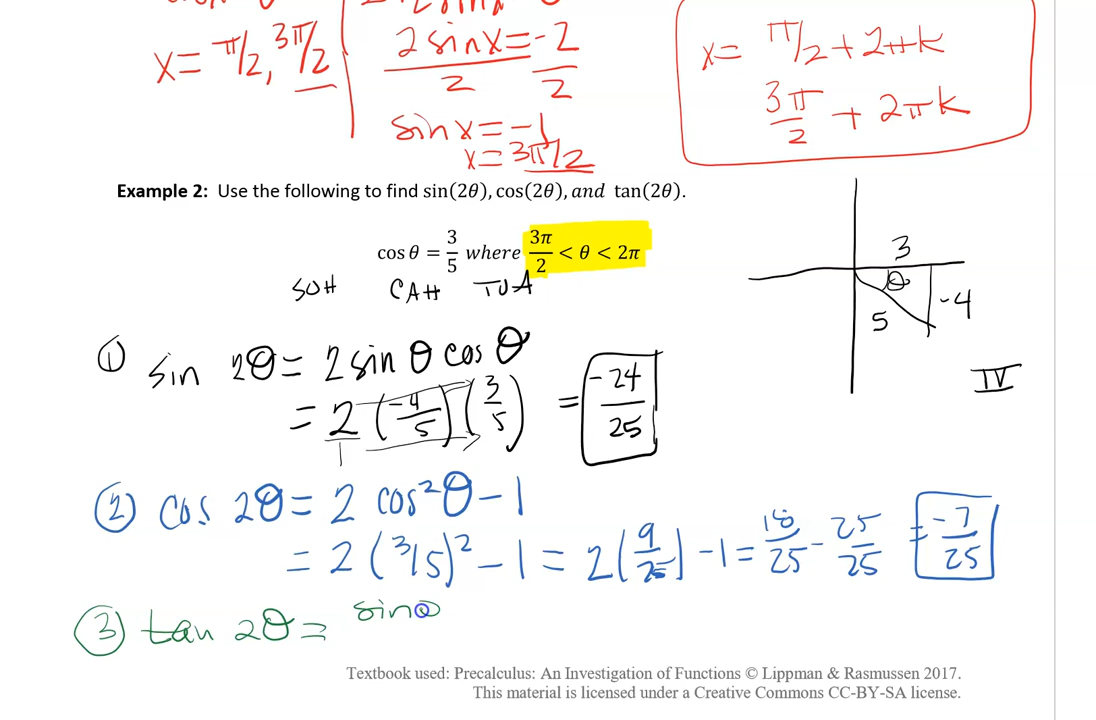 x= π/2, 3π/2
2 sinx = -2
2 2
sin x = -1
x = 3π/2
x= π/2 + 2πk
3π/2 + 2πk
Example 2: Use the following to find sin(2θ), cos(2θ), and tan(2θ).
cos θ = 3/5 where 3π/2 < θ < 2π
SOH CAH TOA
3
θ
-4
5
IV
① sin 2θ = 2 sin θ cos θ
= 2/1 (-4/5)(3/5) = -24/25
② cos 2θ = 2 cos²θ - 1
= 2 (3/5)² - 1 = 2(9/25) - 1 = 18/25 - 25/25 = -7/25
③ tan 2θ = sin
Textbook used: Precalculus: An Investigation of Functions © Lippman & Rasmussen 2017.
This material is licensed under a Creative Commons CC-BY-SA license.